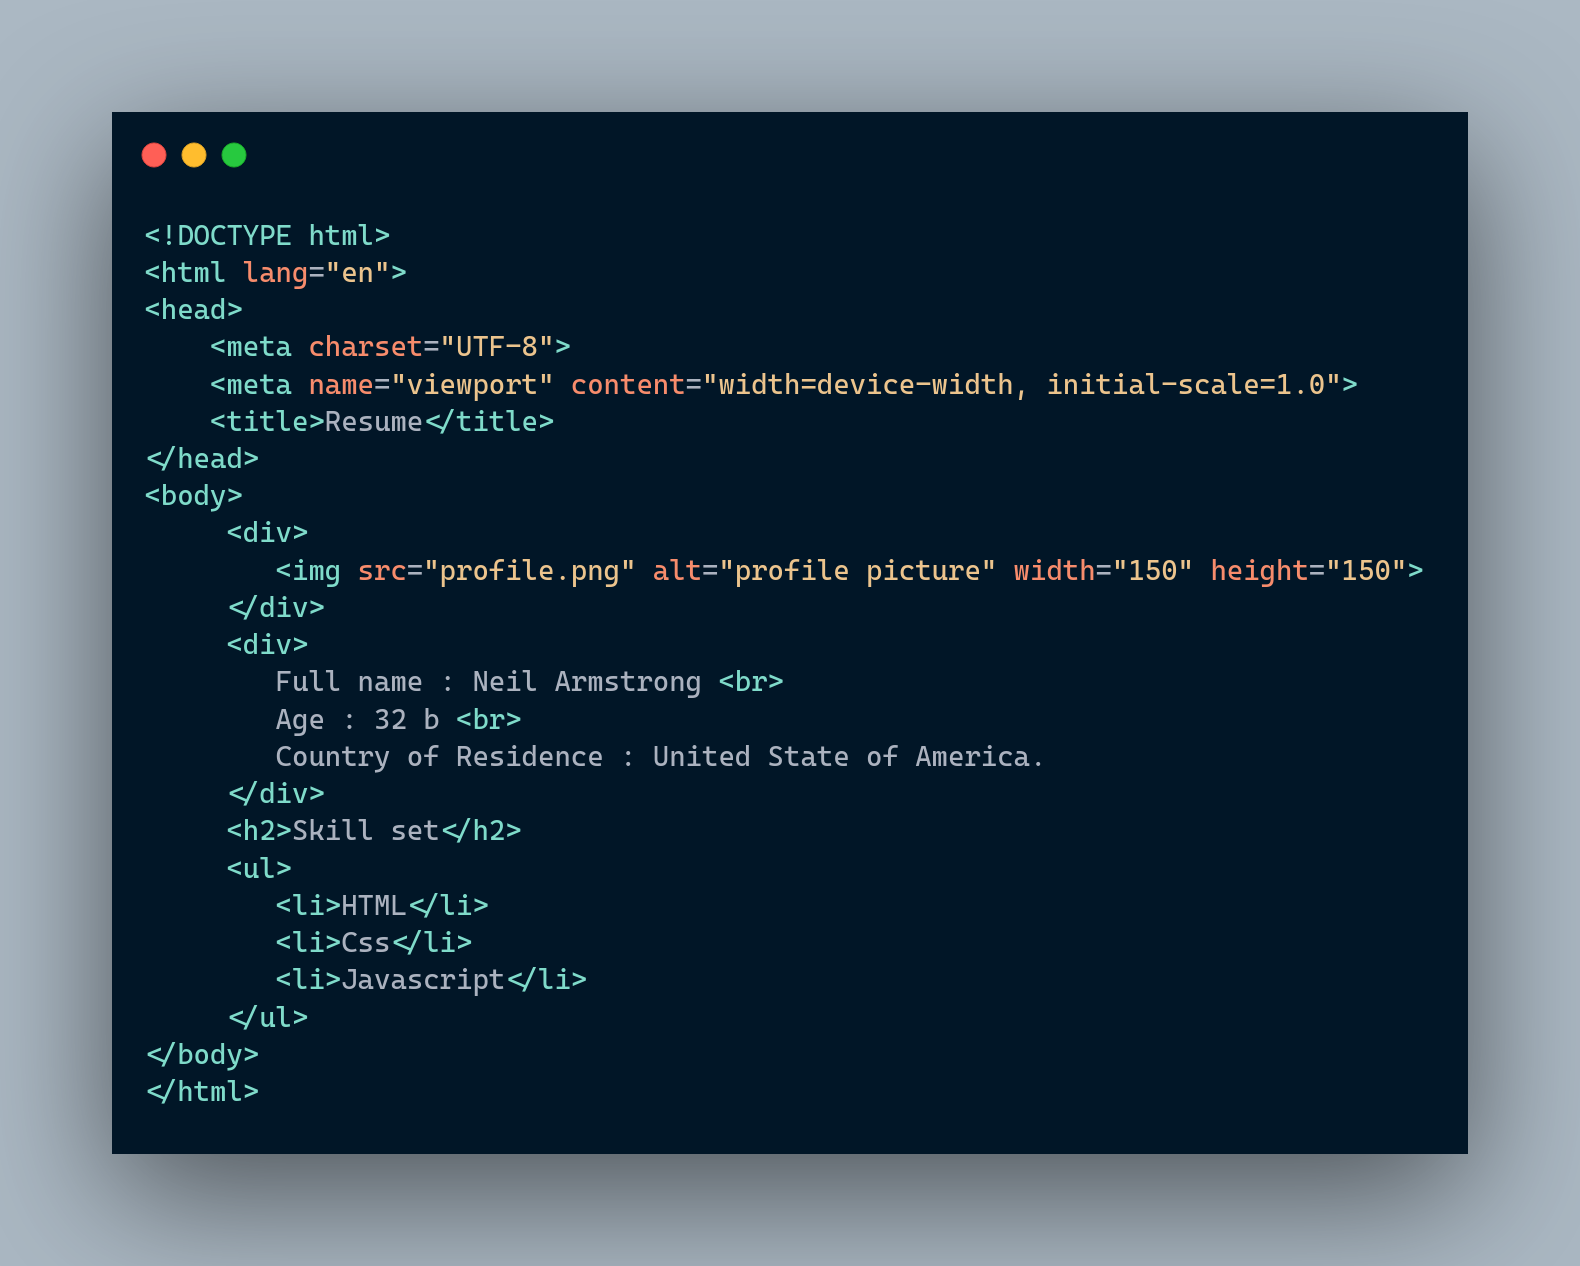 <!DOCTYPE html>
<html lang="en">
<head>
    <meta charset="UTF-8">
    <meta name="viewport" content="width=device-width, initial-scale=1.0">
    <title>Resume</title>
</head>
<body>
     <div>
        <img src="profile.png" alt="profile picture" width="150" height="150">
     </div>
     <div>
        Full name : Neil Armstrong <br>
        Age : 32 b <br>
        Country of Residence : United State of America.
     </div>
     <h2>Skill set</h2>
     <ul>
        <li>HTML</li>
        <li>Css</li>
        <li>Javascript</li>
     </ul>
</body>
</html>